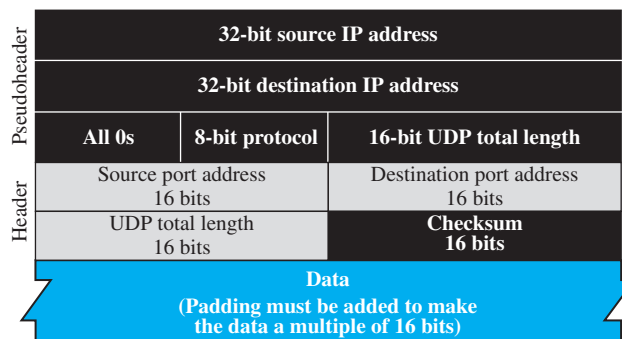 Pseudoheader
32-bit source IP address
32-bit destination IP address
All 0s
8-bit protocol
16-bit UDP total length
Header
Source port address
16 bits
Destination port address
16 bits
UDP total length
16 bits
Checksum
16 bits
Data
(Padding must be added to make
the data a multiple of 16 bits)